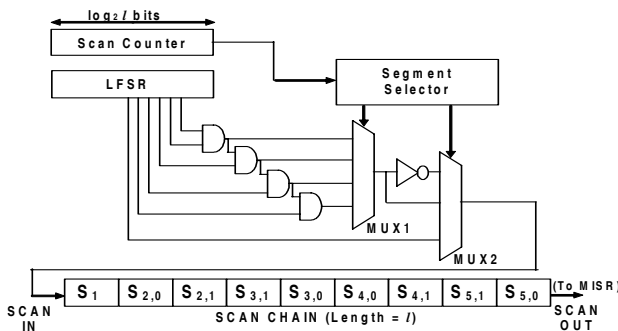 log₂ l bits
Scan Counter
LFSR
Segment
Selector
MUX1
MUX2
S₁ S₂,₀ S₂,₁ S₃,₁ S₃,₀ S₄,₀ S₄,₁ S₅,₁ S₅,₀
(To MISR)
SCAN
IN
SCAN CHAIN (Length = l)
SCAN
OUT